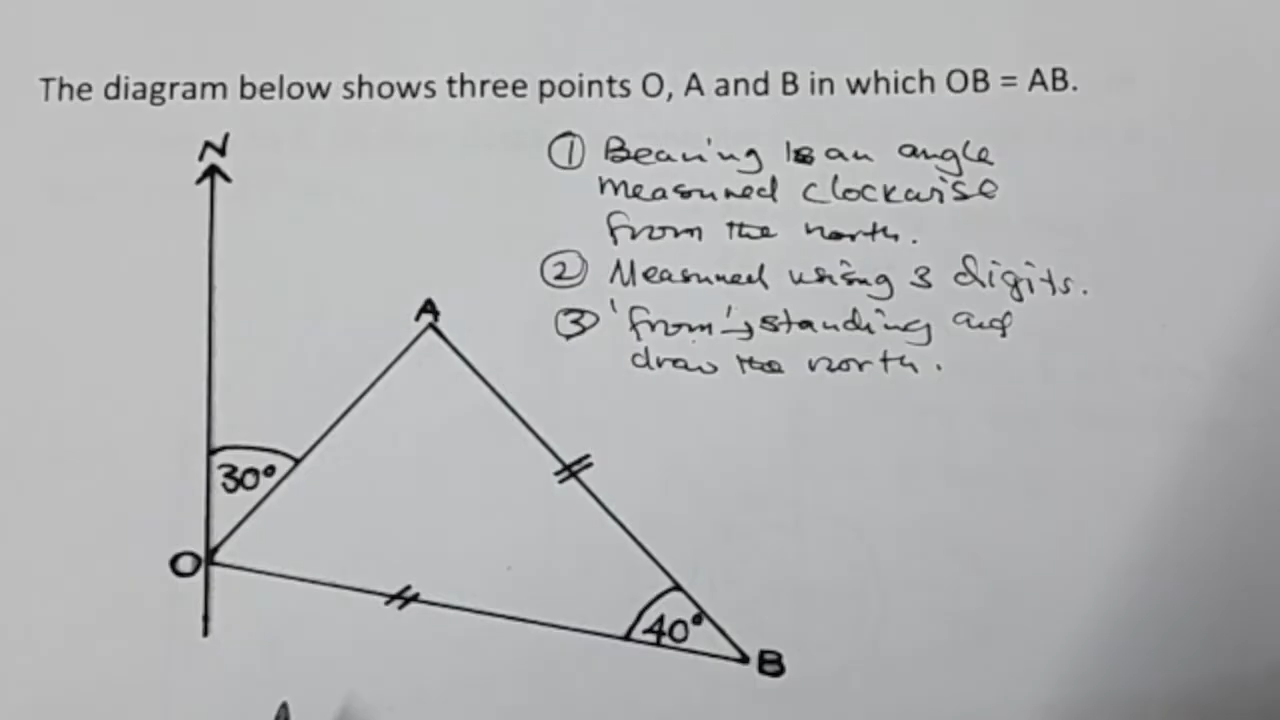 The diagram below shows three points O, A and B in which OB = AB.
N
① Bearing is an angle
measured clockwise
from the north.
② Measured using 3 digits.
③ 'from' → standing and
draw the north.
A
30°
O
40°
B